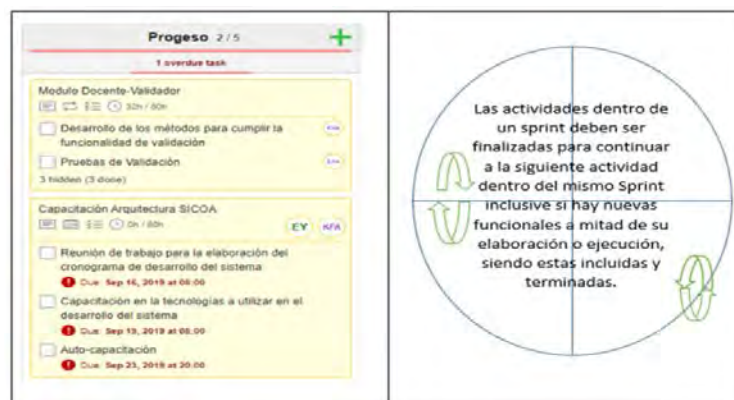 Progeso 2 / 5
1 overdue task
Modulo Docente-Validador
32h / 80h
Desarrollo de los métodos para cumplir la
funcionalidad de validación
Pruebas de Validación
3 hidden (3 done)
Capacitación Arquitectura SICOA
0h / 80h
EY KFA
Reunión de trabajo para la elaboración del
cronograma de desarrollo del sistema
Due: Sep 16, 2019 at 08:00
Capacitación en la tecnologías a utilizar en el
desarrollo del sistema
Due: Sep 19, 2019 at 08:00
Auto-capacitación
Due: Sep 23, 2019 at 20:00
Las actividades dentro de
un sprint deben ser
finalizadas para continuar
a la siguiente actividad
dentro del mismo Sprint
inclusive si hay nuevas
funcionales a mitad de su
elaboración o ejecución,
siendo estas incluidas y
terminadas.